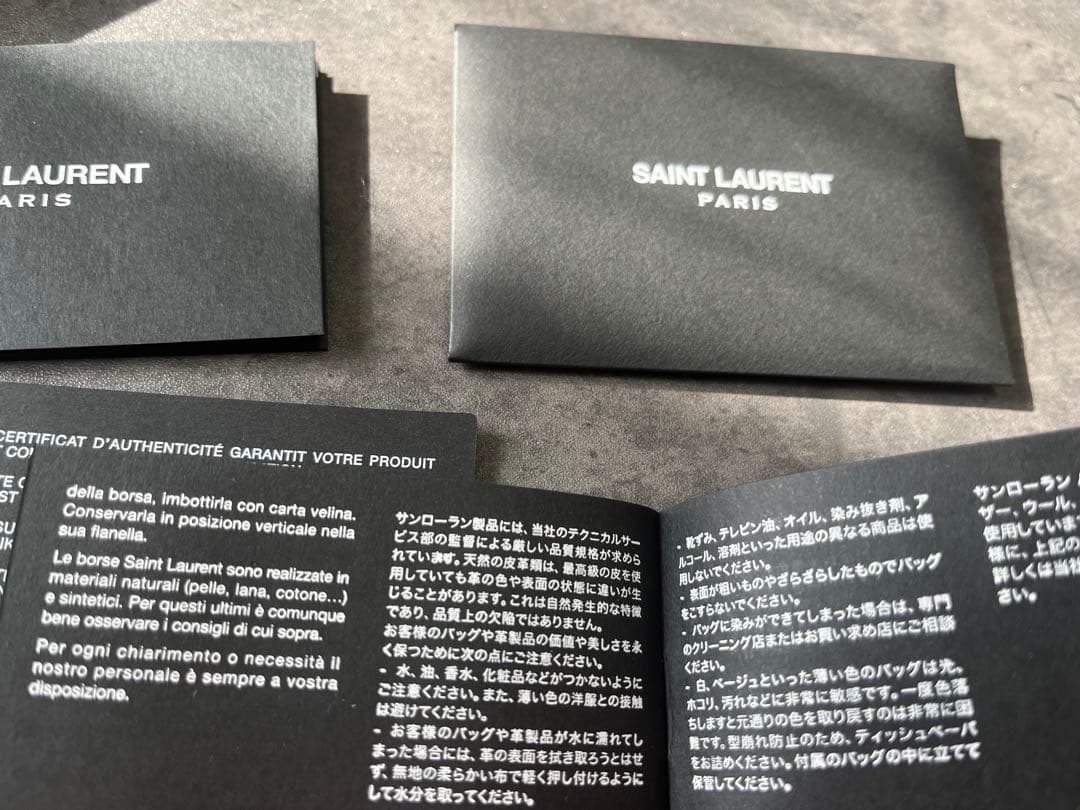 LAURENT
ARIS
SAINT LAURENT
PARIS
CERTIFICAT D'AUTHENTICITÉ GARANTIT VOTRE PRODUIT
della borsa, imbottirla con carta velina.
Conservarla in posizione verticale nella
sua flanella.
Le borse Saint Laurent sono realizzate in
materiali naturali (pelle, lana, cotone...)
e sintetici. Per questi ultimi è comunque
bene osservare i consigli di cui sopra.
Per ogni chiarimento o necessità il
nostro personale è sempre a vostra
disposizione.
サンローラン製品には、当社のテクニカルサー
ビス部の監督による厳しい品質規格が求めら
れています。天然の皮革類は、最高級の皮を使
用していても革の色や表面の状態に違いが生
じることがあります。これは自然発生的な特徴
であり、品質上の欠陥ではありません。
お客様のバッグや革製品の価値や美しさを永
く保つために次の点にご注意ください。
- 水、油、香水、化粧品などがつかないように
ご注意ください。また、薄い色の洋服との接触
は避けてください。
- お客様のバッグや革製品が水に濡れてし
まった場合には、革の表面を拭き取ろうとはせ
ず、無地の柔らかい布で軽く押し付けるように
して水分を取ってください。
- 靴ずみ、テレピン油、オイル、染み抜き剤、ア
ルコール、溶剤といった用途の異なる商品は使
用しないでください。
- 表面が粗いものやざらざらしたものでバッグ
をこすらないでください。
- バッグに染みができてしまった場合は、専門
のクリーニング店またはお買い求め店にご相談
ください。
- 白、ベージュといった薄い色のバッグは光、
ホコリ、汚れなどに非常に敏感です。一度色落
ちしますと元通りの色を取り戻すのは非常に困
難です。型崩れ防止のため、ティッシュペーパ
をお詰めください。付属のバッグの中に立てて
保管してください。
サンローラン
ザー、ウール、
使用していま
様に、上記の
詳しくは当社
さい。